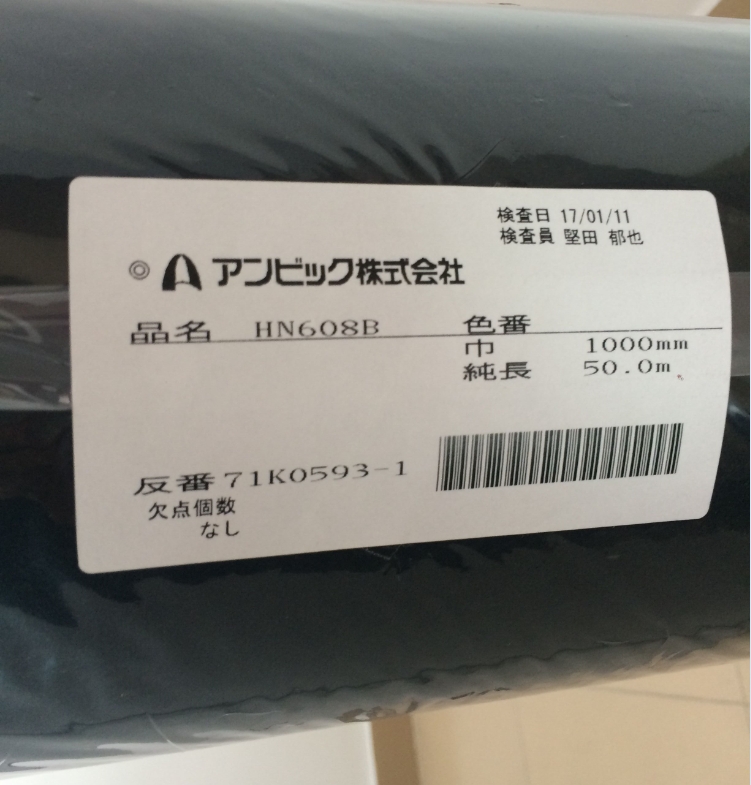 検査日 17/01/11
検査員 堅田 郁也
◎ アンビック株式会社
品名 HN608B 色番
巾 1000mm
純長 50.0m
反番 71K0593-1
欠点個数
なし